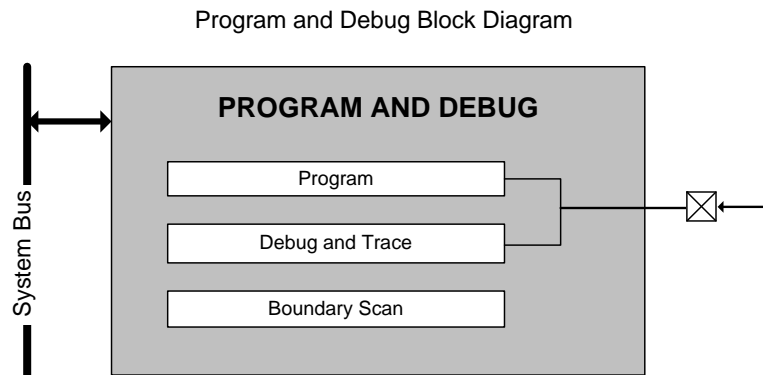 Program and Debug Block Diagram
PROGRAM AND DEBUG
Program
Debug and Trace
Boundary Scan
System Bus